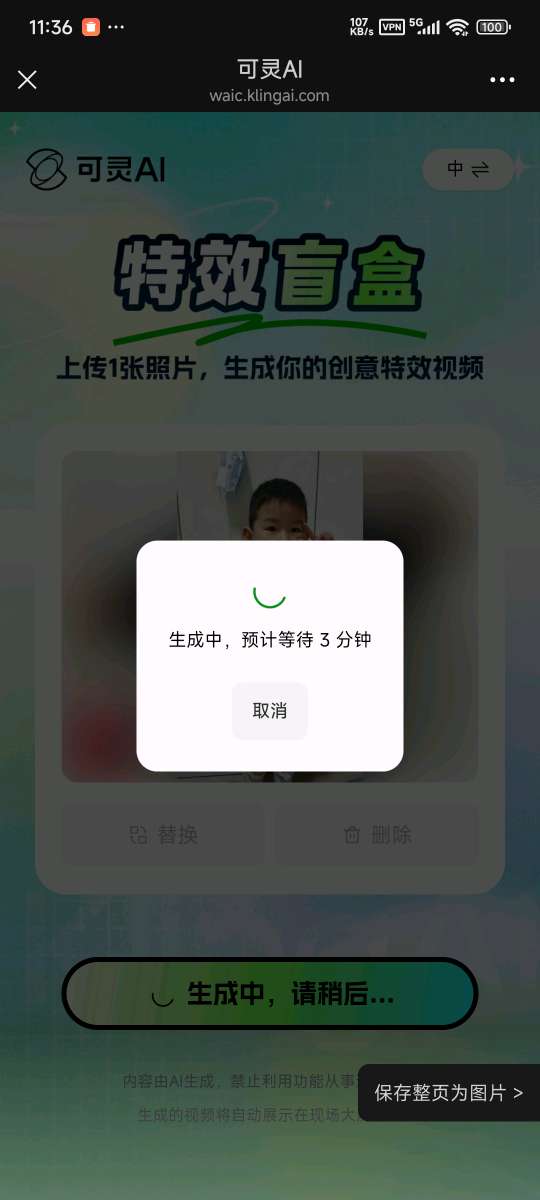 11:36
107 KB/s VPN 5G 100
可灵AI
waic.klingai.com
可灵AI
中
特效盲盒
上传1张照片，生成你的创意特效视频
生成中，预计等待 3 分钟
取消
替换
删除
生成中，请稍后...
内容由AI生成，禁止利用功能从事
保存整页为图片 >
生成的视频将自动展示在现场大